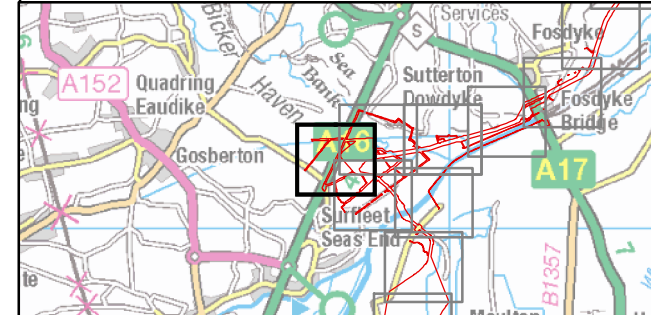 Services
Bicker
S
Fosdyke
Sea
Bank
Sutterton
Dowdyke
A152
Quadring
Eaudike
Haven
Fosdyke
Bridge
Gosberton
A17
Surfleet
Seas End
B1357